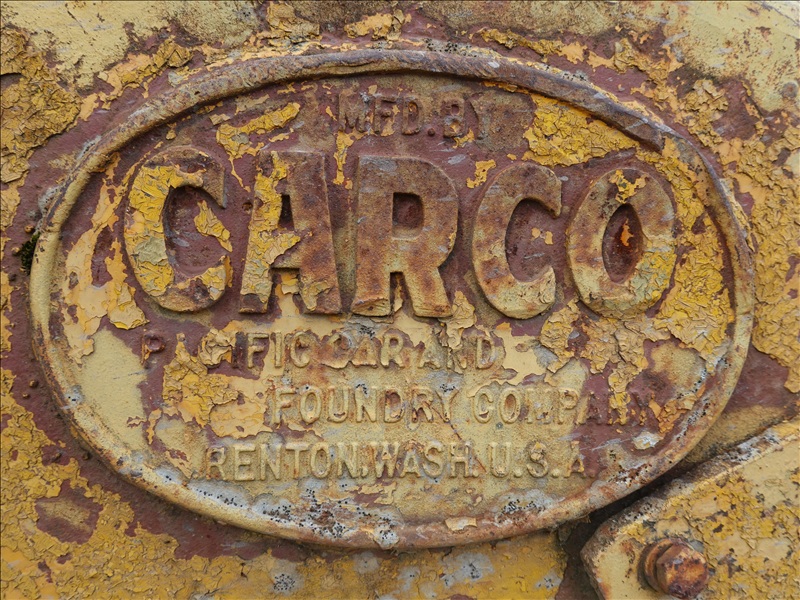 MFD. BY
CARCO
PACIFIC CAR AND
FOUNDRY COMPANY
RENTON, WASH. U.S.A.